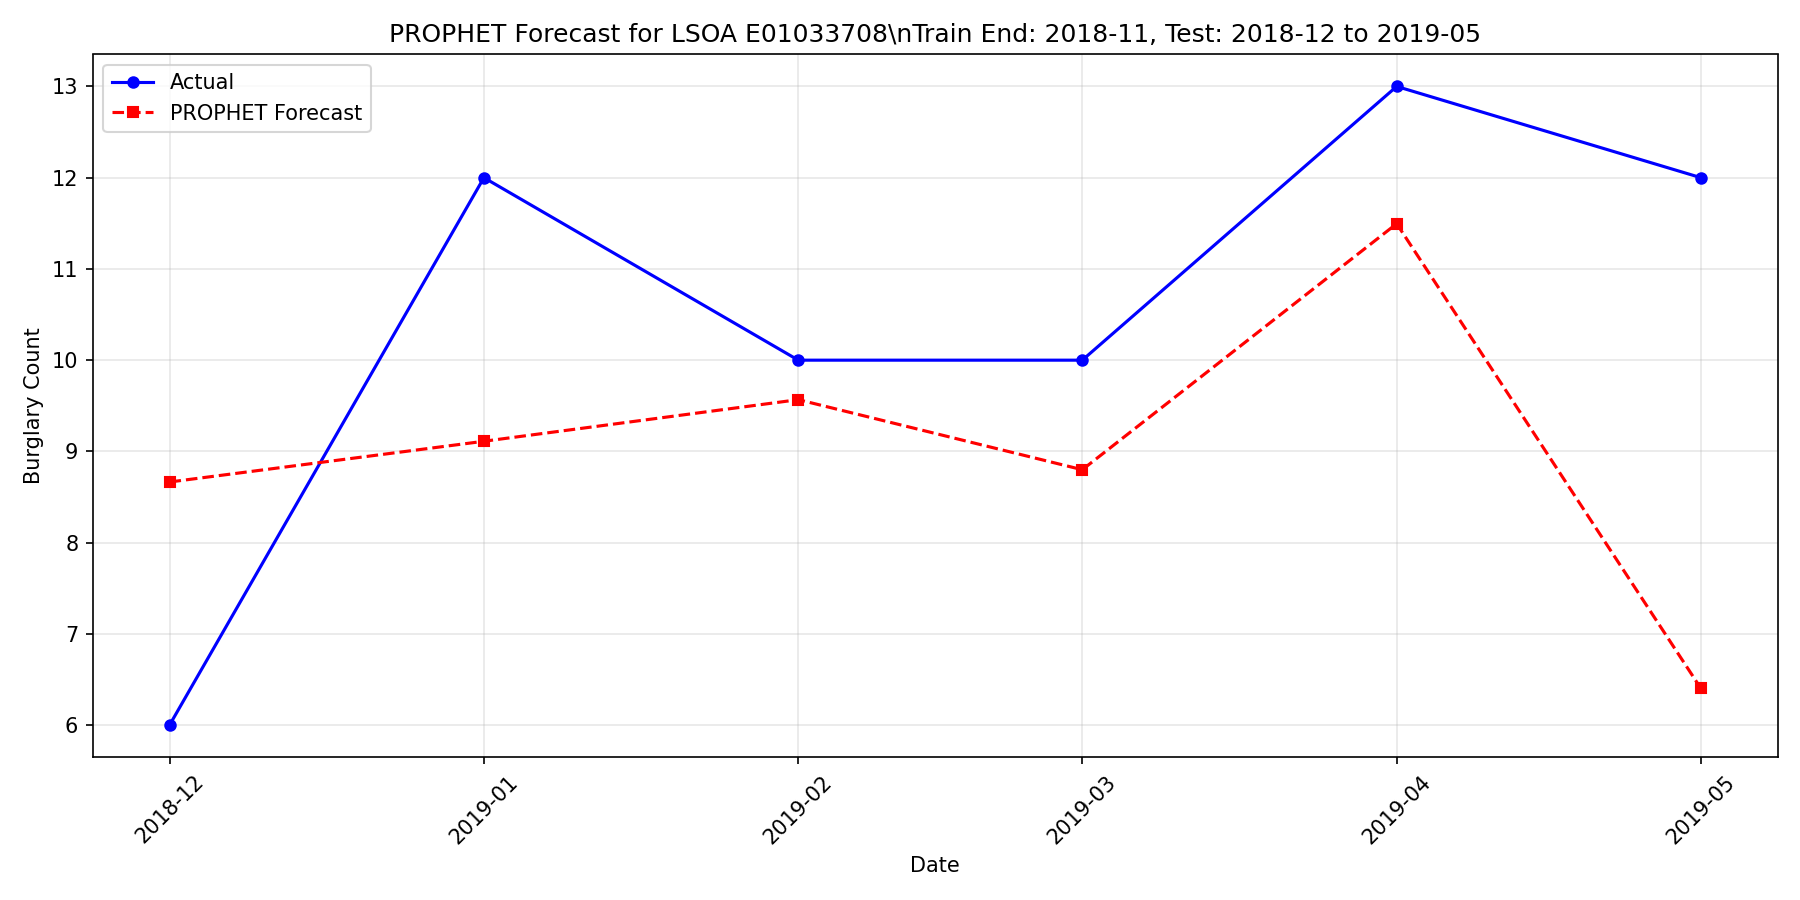 PROPHET Forecast for LSOA E01033708\nTrain End: 2018-11, Test: 2018-12 to 2019-05
Actual
PROPHET Forecast
Burglary Count
13
12
11
10
9
8
7
6
2018-12
2019-01
2019-02
2019-03
2019-04
2019-05
Date